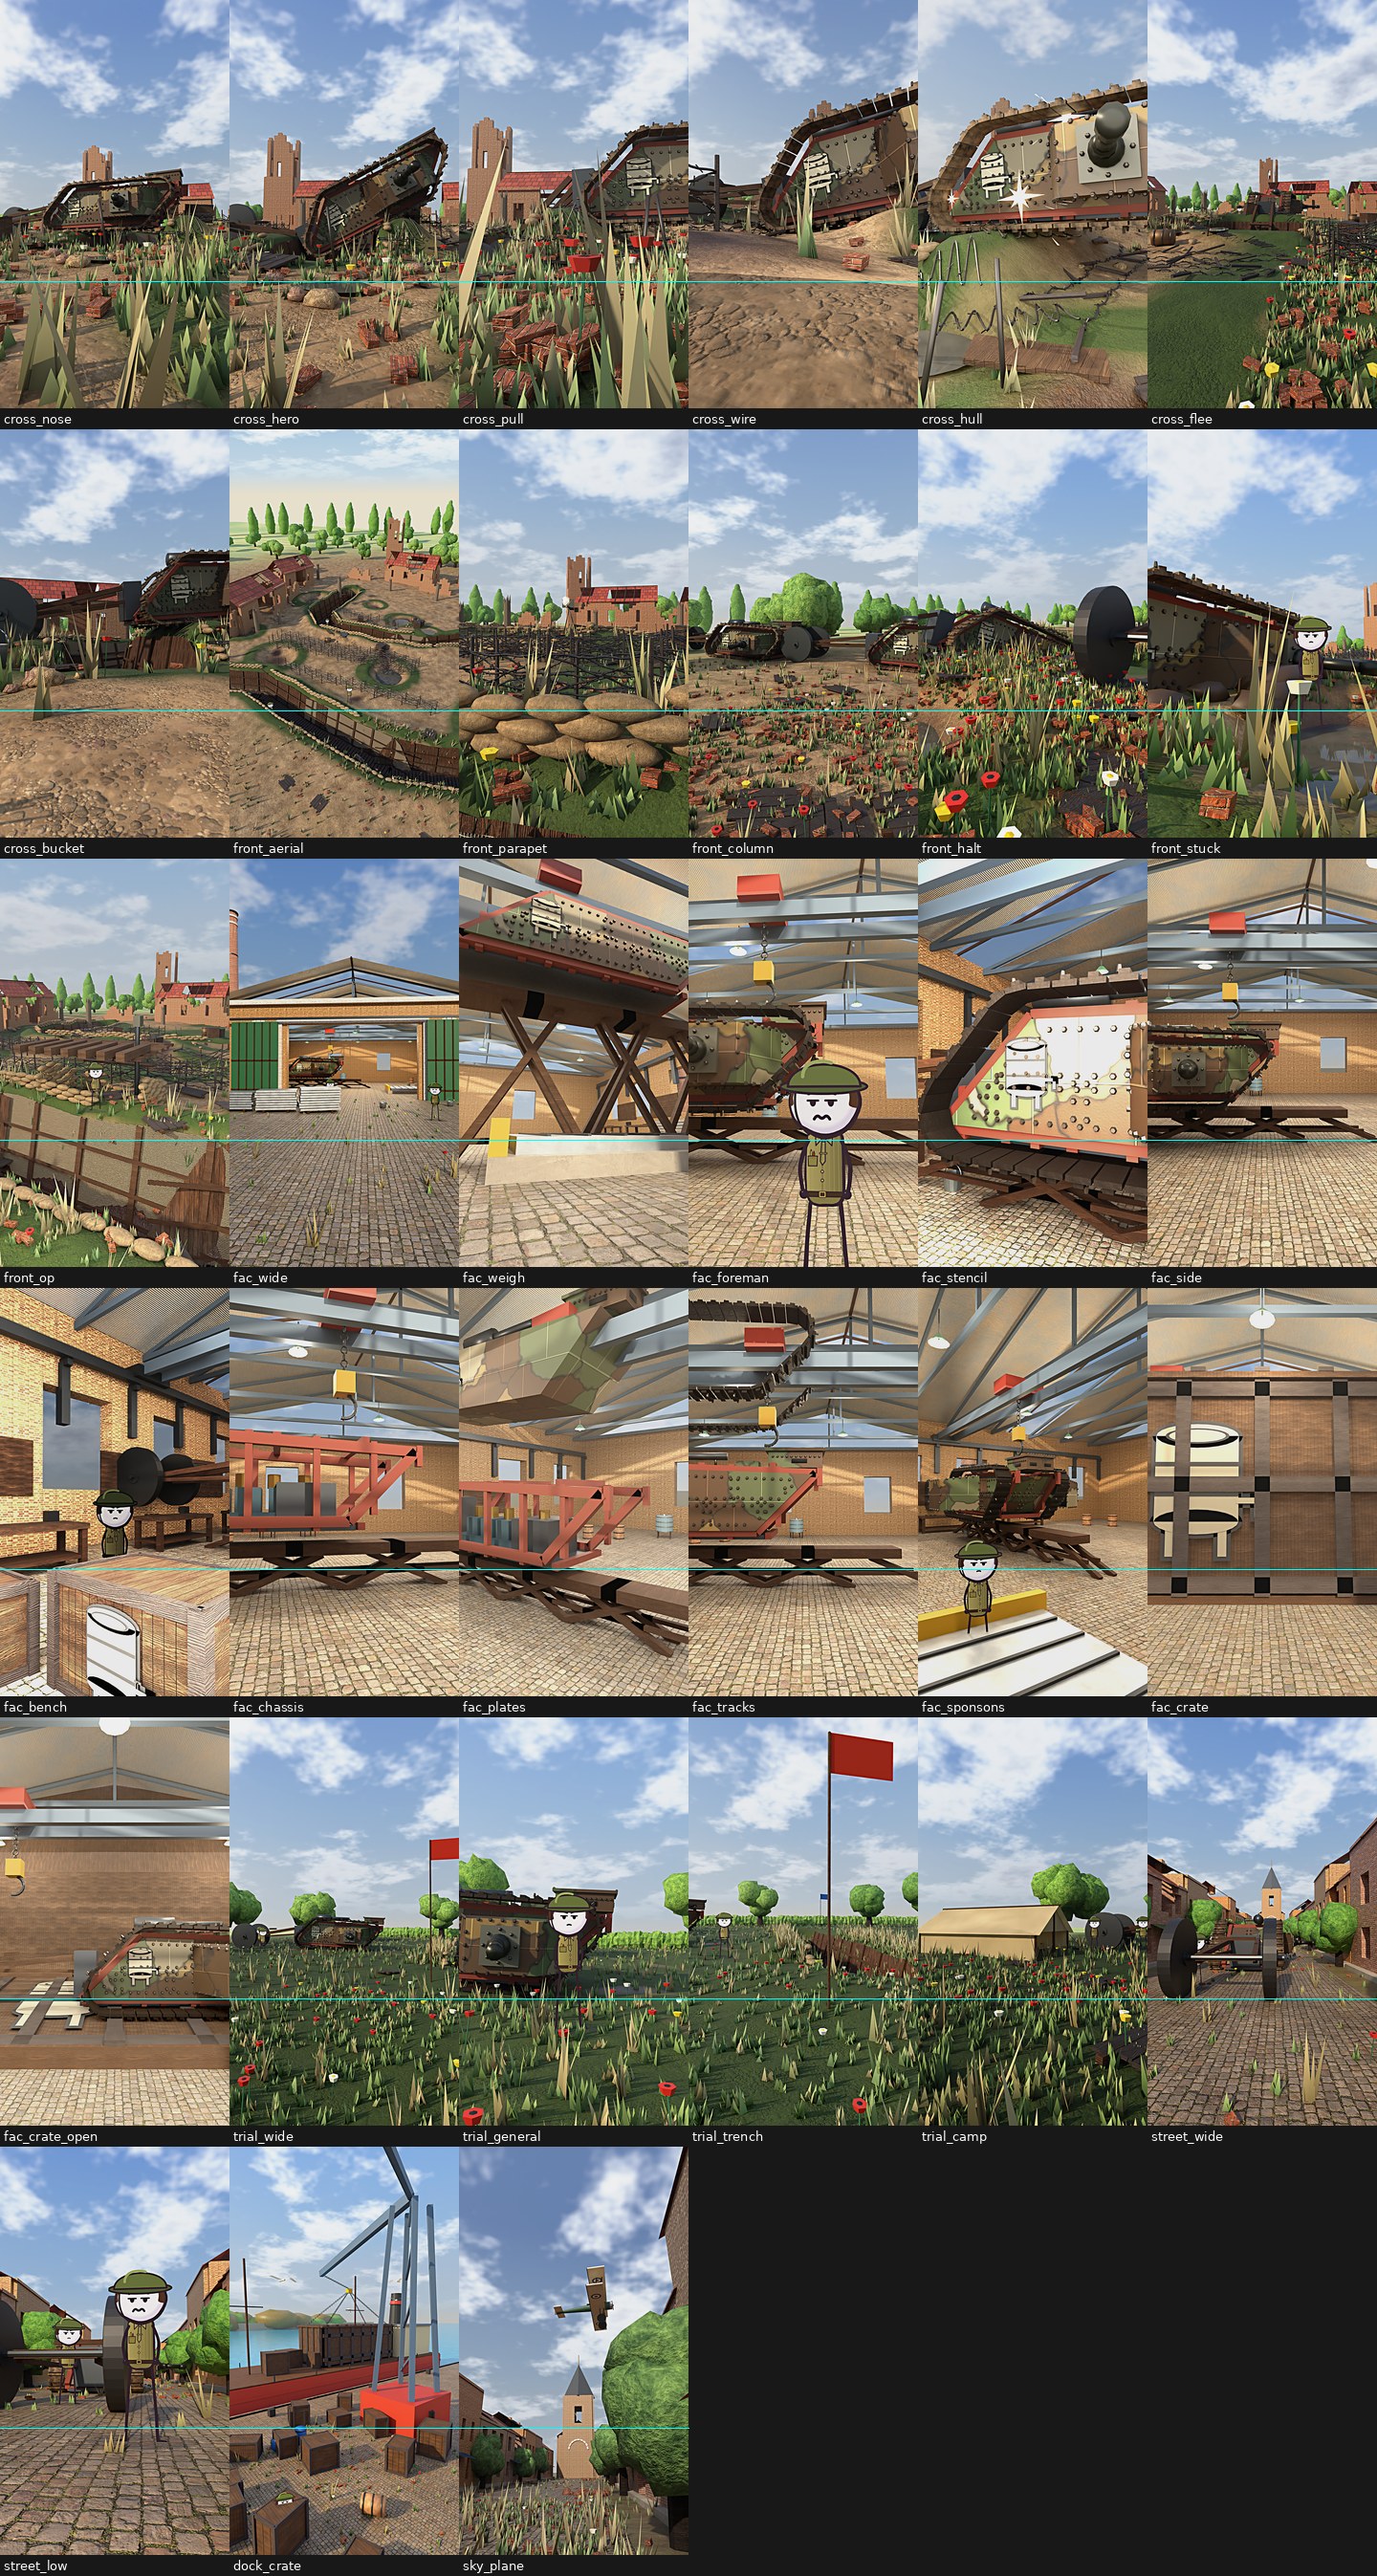 cross_nose cross_hero cross_pull cross_wire cross_hull cross_flee
cross_bucket front_aerial front_parapet front_column front_halt front_stuck
front_op fac_wide fac_weigh fac_foreman fac_stencil fac_side
fac_bench fac_chassis fac_plates fac_tracks fac_sponsons fac_crate
fac_crate_open trial_wide trial_general trial_trench trial_camp street_wide
street_low dock_crate sky_plane